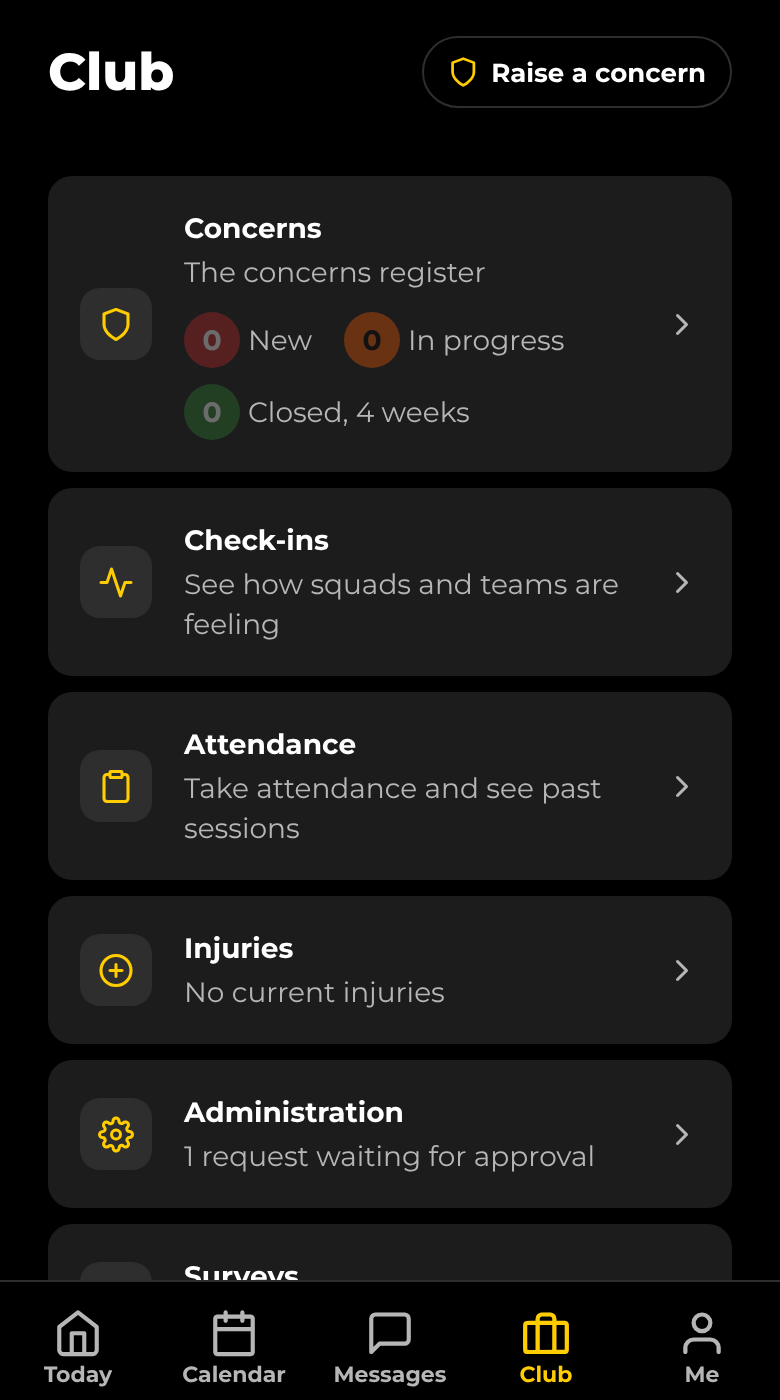 Club
Raise a concern
Concerns
The concerns register
0 New 0 In progress
0 Closed, 4 weeks
Check-ins
See how squads and teams are
feeling
Attendance
Take attendance and see past
sessions
Injuries
No current injuries
Administration
1 request waiting for approval
Surveys
Today Calendar Messages Club Me